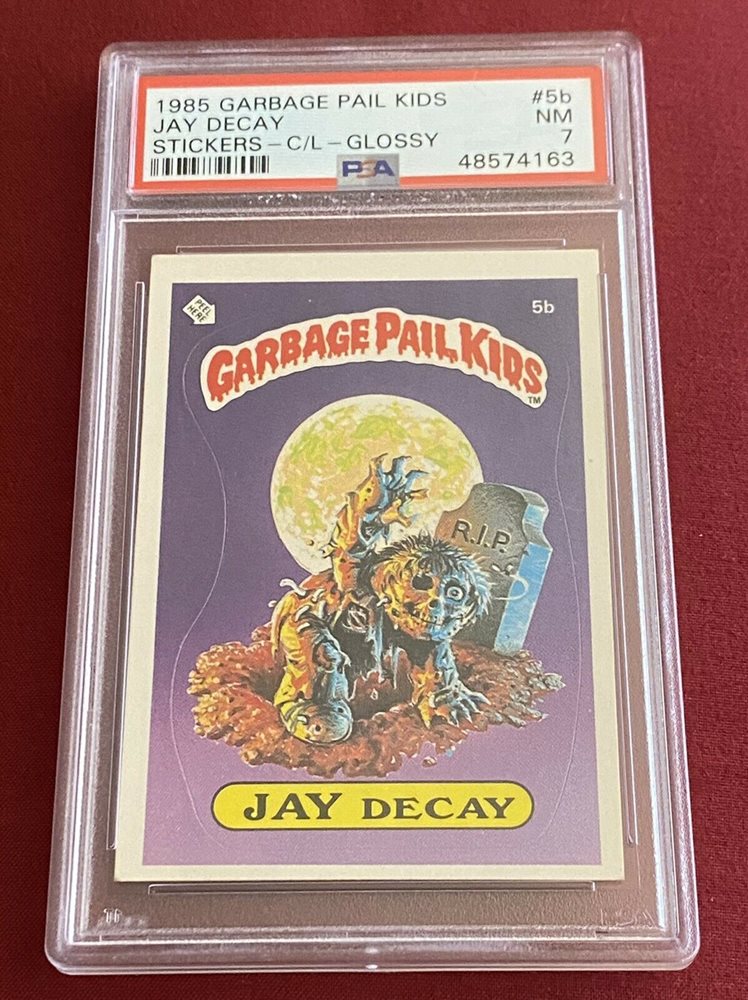 1985 GARBAGE PAIL KIDS #5b
JAY DECAY NM
STICKERS - C/L - GLOSSY 7
PSA 48574163
PEEL
HERE
5b
GARBAGE PAIL KIDS
TM
R.I.P.
JAY DECAY